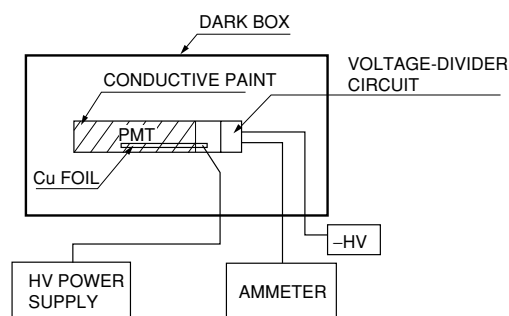 DARK BOX
CONDUCTIVE PAINT
VOLTAGE-DIVIDER
CIRCUIT
PMT
Cu FOIL
–HV
HV POWER
SUPPLY
AMMETER